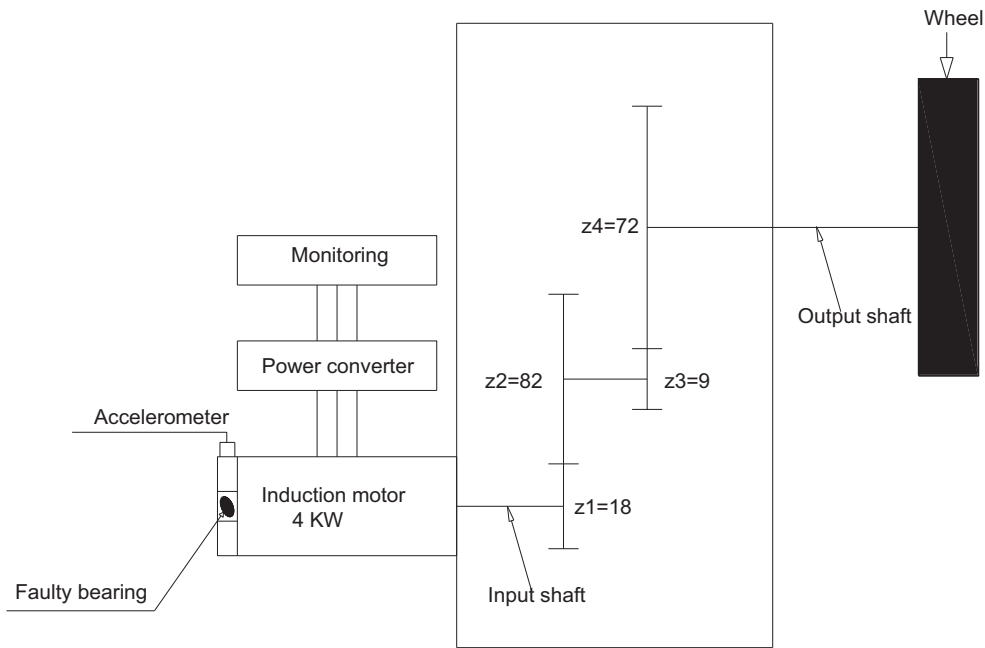 Wheel
z4=72
Monitoring
Output shaft
Power converter
z2=82
z3=9
Accelerometer
Induction motor
4 KW
z1=18
Faulty bearing
Input shaft